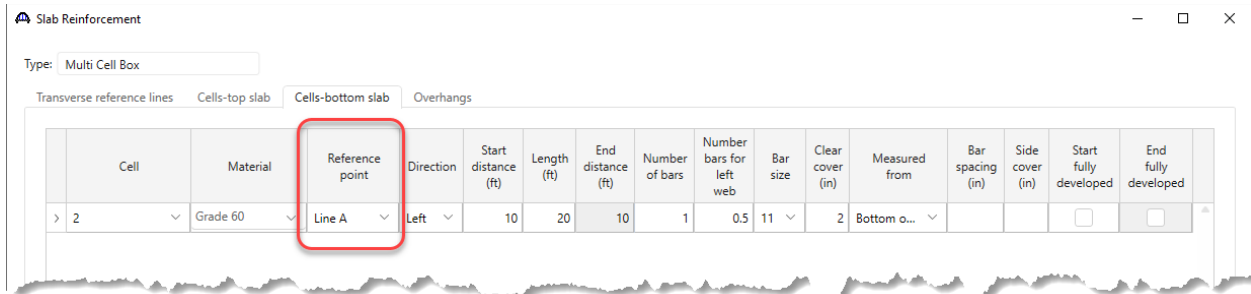 Slab Reinforcement
Type: Multi Cell Box
Transverse reference lines Cells-top slab Cells-bottom slab Overhangs
Cell Material Reference point Direction Start distance (ft) Length (ft) End distance (ft) Number of bars Number bars for left web Bar size Clear cover (in) Measured from Bar spacing (in) Side cover (in) Start fully developed End fully developed
2 Grade 60 Line A Left 10 20 10 1 0.5 11 2 Bottom o...